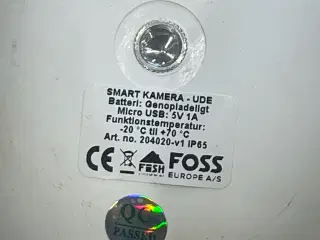 SMART KAMERA - UDE
Batteri: Genopladeligt
Micro USB: 5V 1A
Funktionstemperatur:
-20 °C til +70 °C
Art. no. 204020-v1 IP65
CE FESH FOSS
EUROPE A/S
QC
PASSED